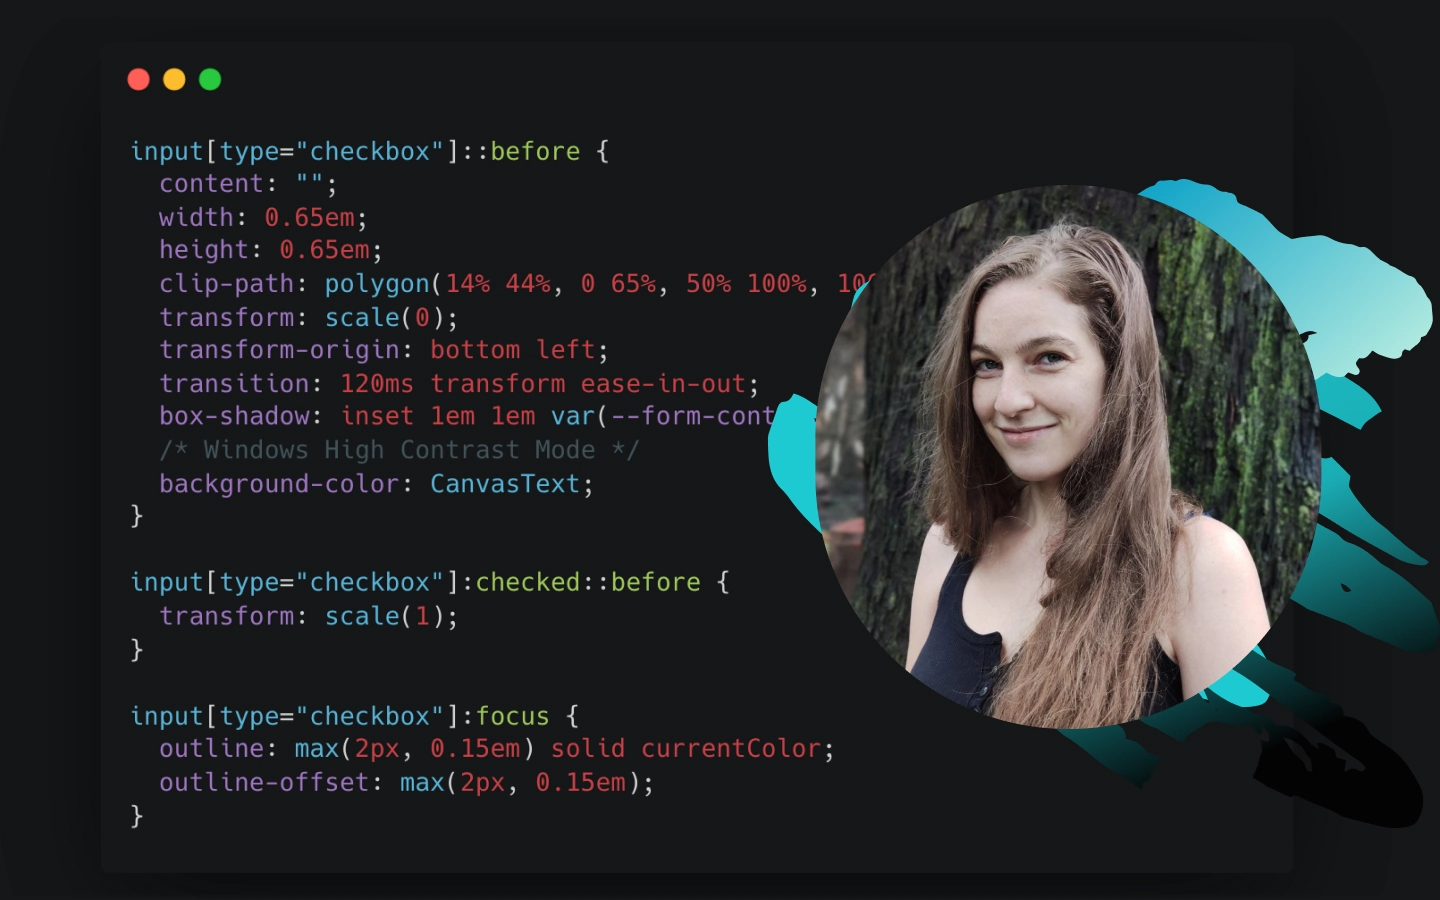 input[type="checkbox"]::before {
  content: "";
  width: 0.65em;
  height: 0.65em;
  clip-path: polygon(14% 44%, 0 65%, 50% 100%,
  transform: scale(0);
  transform-origin: bottom left;
  transition: 120ms transform ease-in-out;
  box-shadow: inset 1em 1em var(--form-cont
  /* Windows High Contrast Mode */
  background-color: CanvasText;
}
input[type="checkbox"]:checked::before {
  transform: scale(1);
}
input[type="checkbox"]:focus {
  outline: max(2px, 0.15em) solid currentColor;
  outline-offset: max(2px, 0.15em);
}